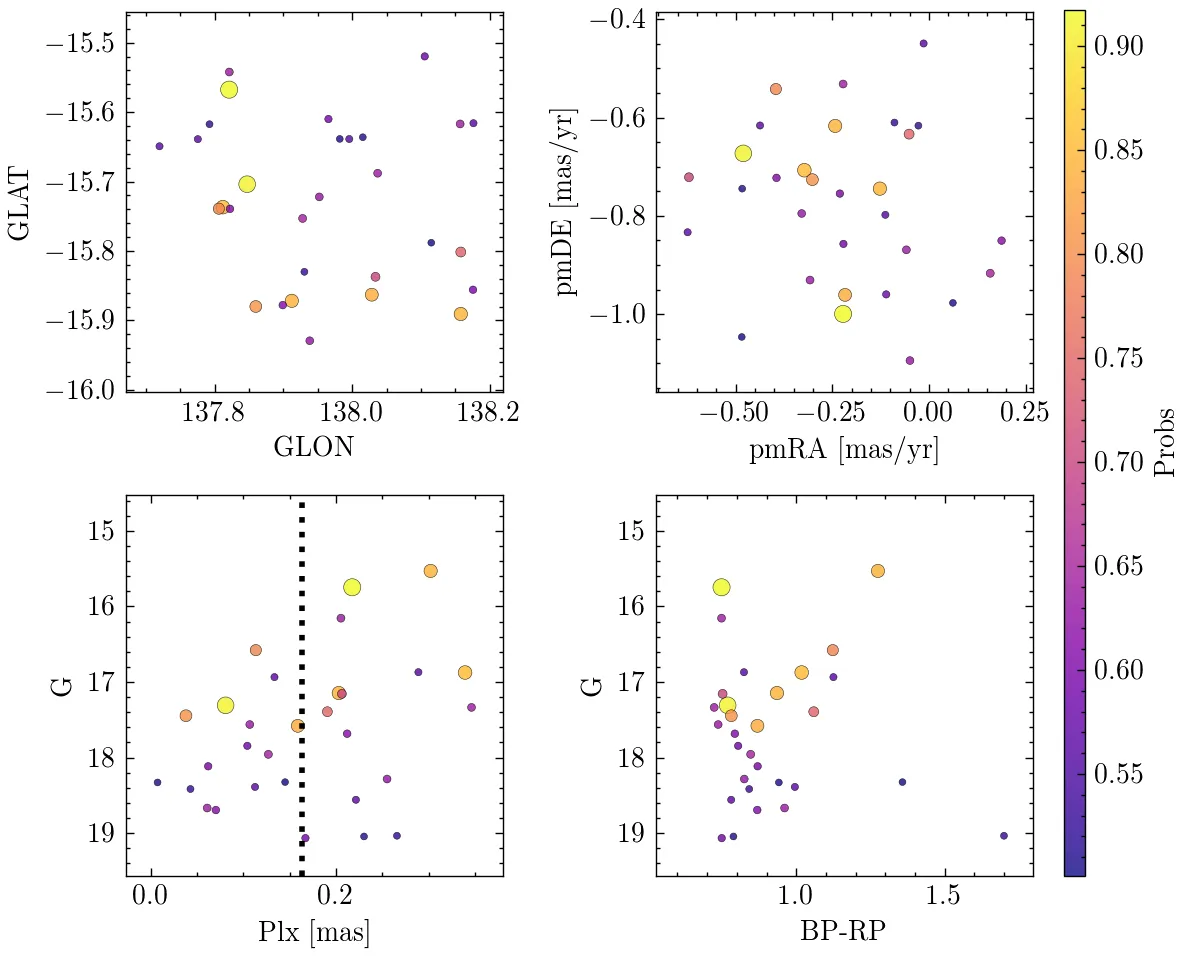 −15.5
−15.6
−15.7
−15.8
−15.9
−16.0
GLAT
137.8 138.0 138.2
GLON
−0.4
−0.6
−0.8
−1.0
pmDE [mas/yr]
−0.50 −0.25 0.00 0.25
pmRA [mas/yr]
15
16
17
18
19
G
0.0 0.2
Plx [mas]
15
16
17
18
19
G
1.0 1.5
BP-RP
0.90
0.85
0.80
0.75
0.70
0.65
0.60
0.55
Probs